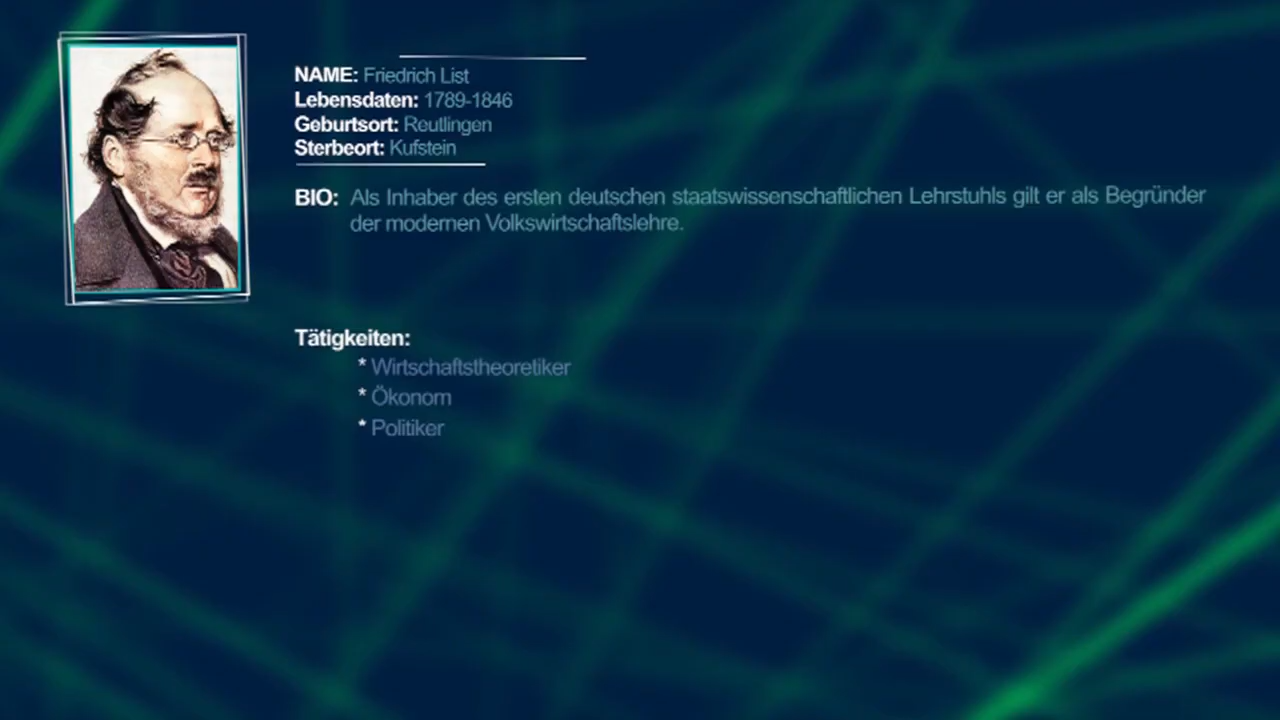 NAME: Friedrich List
Lebensdaten: 1789-1846
Geburtsort: Reutlingen
Sterbeort: Kufstein
BIO: Als Inhaber des ersten deutschen staatswissenschaftlichen Lehrstuhls gilt er als Begründer
der modernen Volkswirtschaftslehre.
Tätigkeiten:
* Wirtschaftstheoretiker
* Ökonom
* Politiker